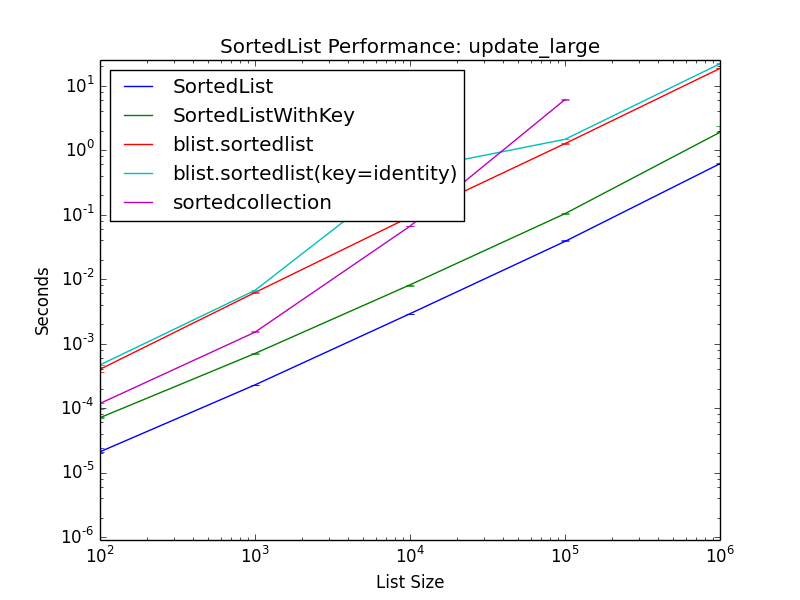 SortedList Performance: update_large
SortedList
SortedListWithKey
blist.sortedlist
blist.sortedlist(key=identity)
sortedcollection
10^1
10^0
10^-1
10^-2
10^-3
10^-4
10^-5
10^-6
Seconds
10^2 10^3 10^4 10^5 10^6
List Size